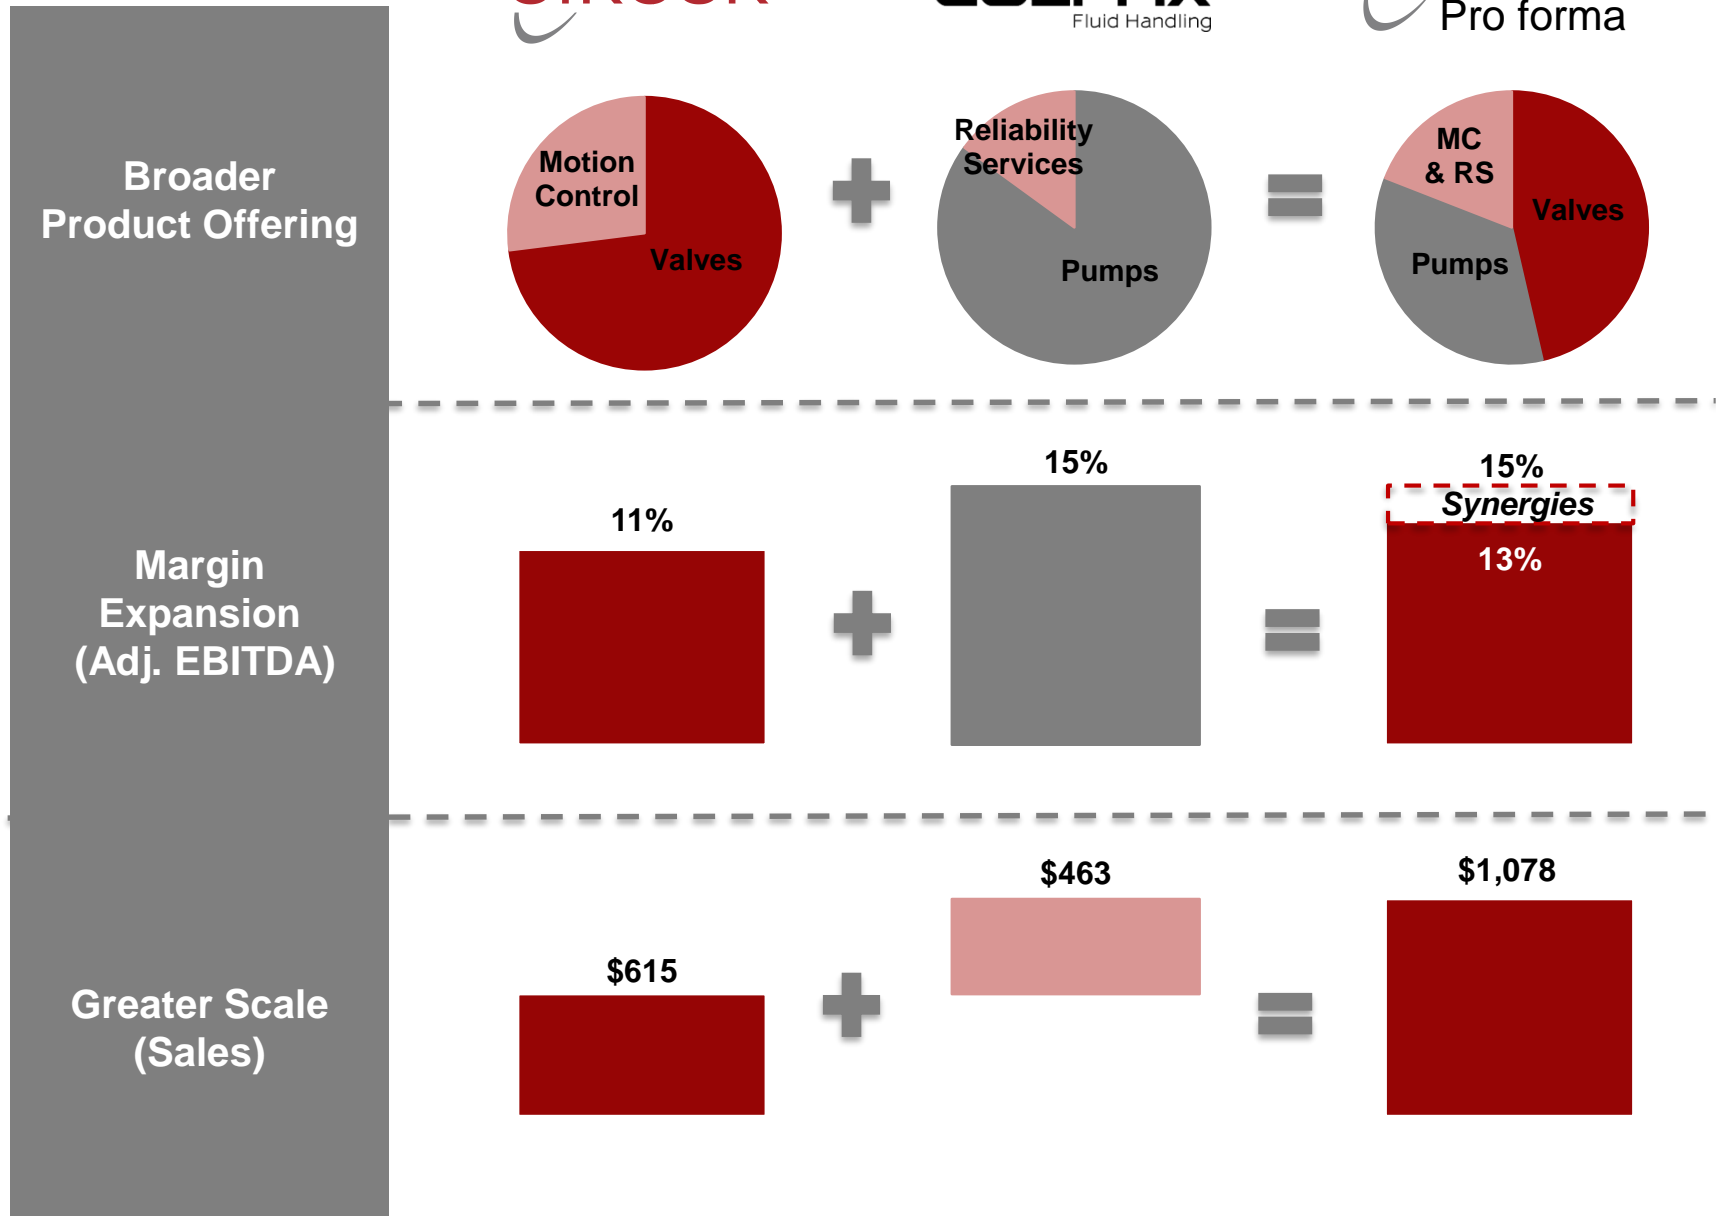 Fluid Handling
Pro forma
Broader
Product Offering
Motion
Control
Valves
Reliability
Services
Pumps
MC
& RS
Valves
Pumps
Margin
Expansion
(Adj. EBITDA)
11%
15%
15%
Synergies
13%
Greater Scale
(Sales)
$615
$463
$1,078